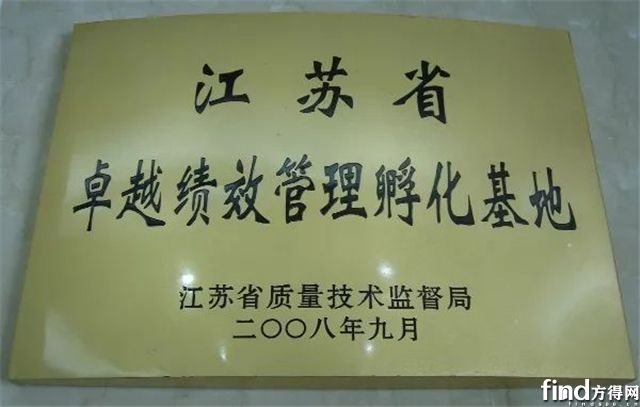 江苏省
卓越绩效管理孵化基地
江苏省质量技术监督局
二〇〇八年九月
find方得网